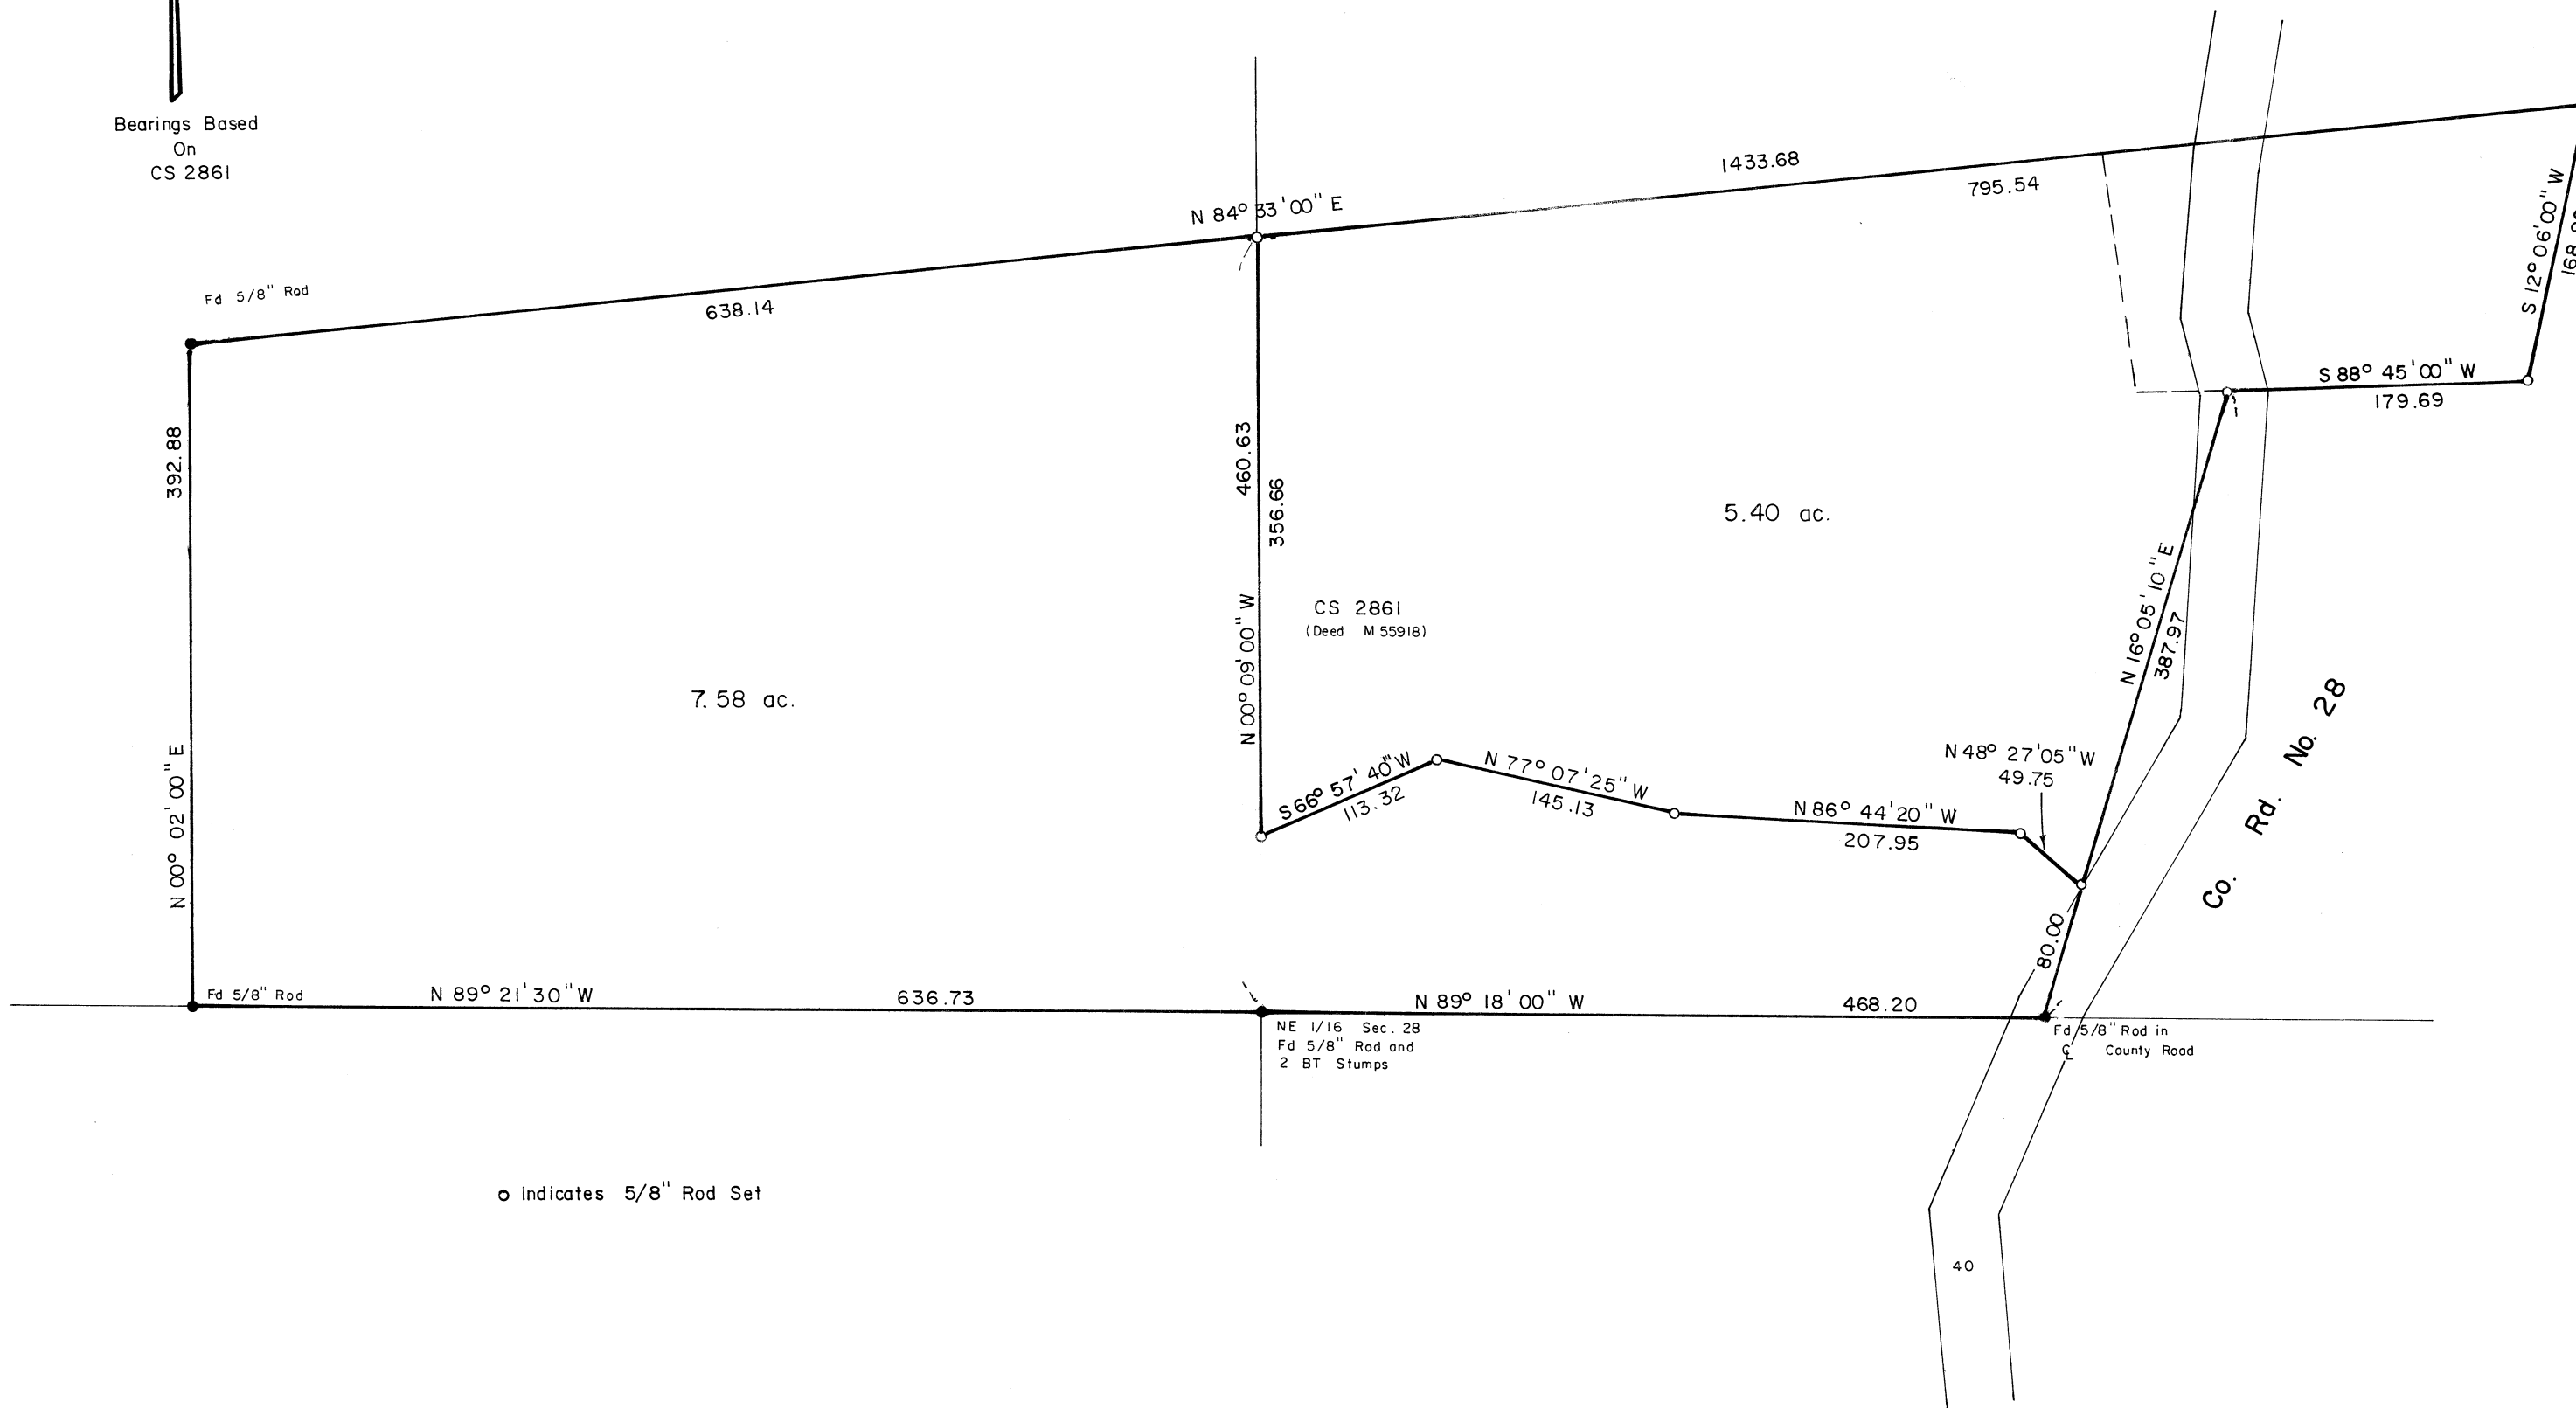 Bearings Based
On
CS 2861
1433.68
795.54
N 84° 33'00" E
638.14
Fd 5/8" Rod
S 12° 06'00" W
S 88° 45'00" W
179.69
392.88
N 00° 02' 00" E
460.63
356.66
N 00° 09' 00" W
5.40 ac.
CS 2861
(Deed M 55918)
7.58 ac.
N 16° 05' 10" E
387.97
Co. Rd. No. 28
S 66° 57' 40" W
113.32
N 77° 07' 25" W
145.13
N 86° 44' 20" W
207.95
N 48° 27' 05" W
49.75
80.00
Fd 5/8" Rod
N 89° 21' 30" W
636.73
N 89° 18' 00" W
468.20
NE 1/16 Sec. 28
Fd 5/8" Rod and
2 BT Stumps
Fd 5/8" Rod in
℄ County Road
o Indicates 5/8" Rod Set
40